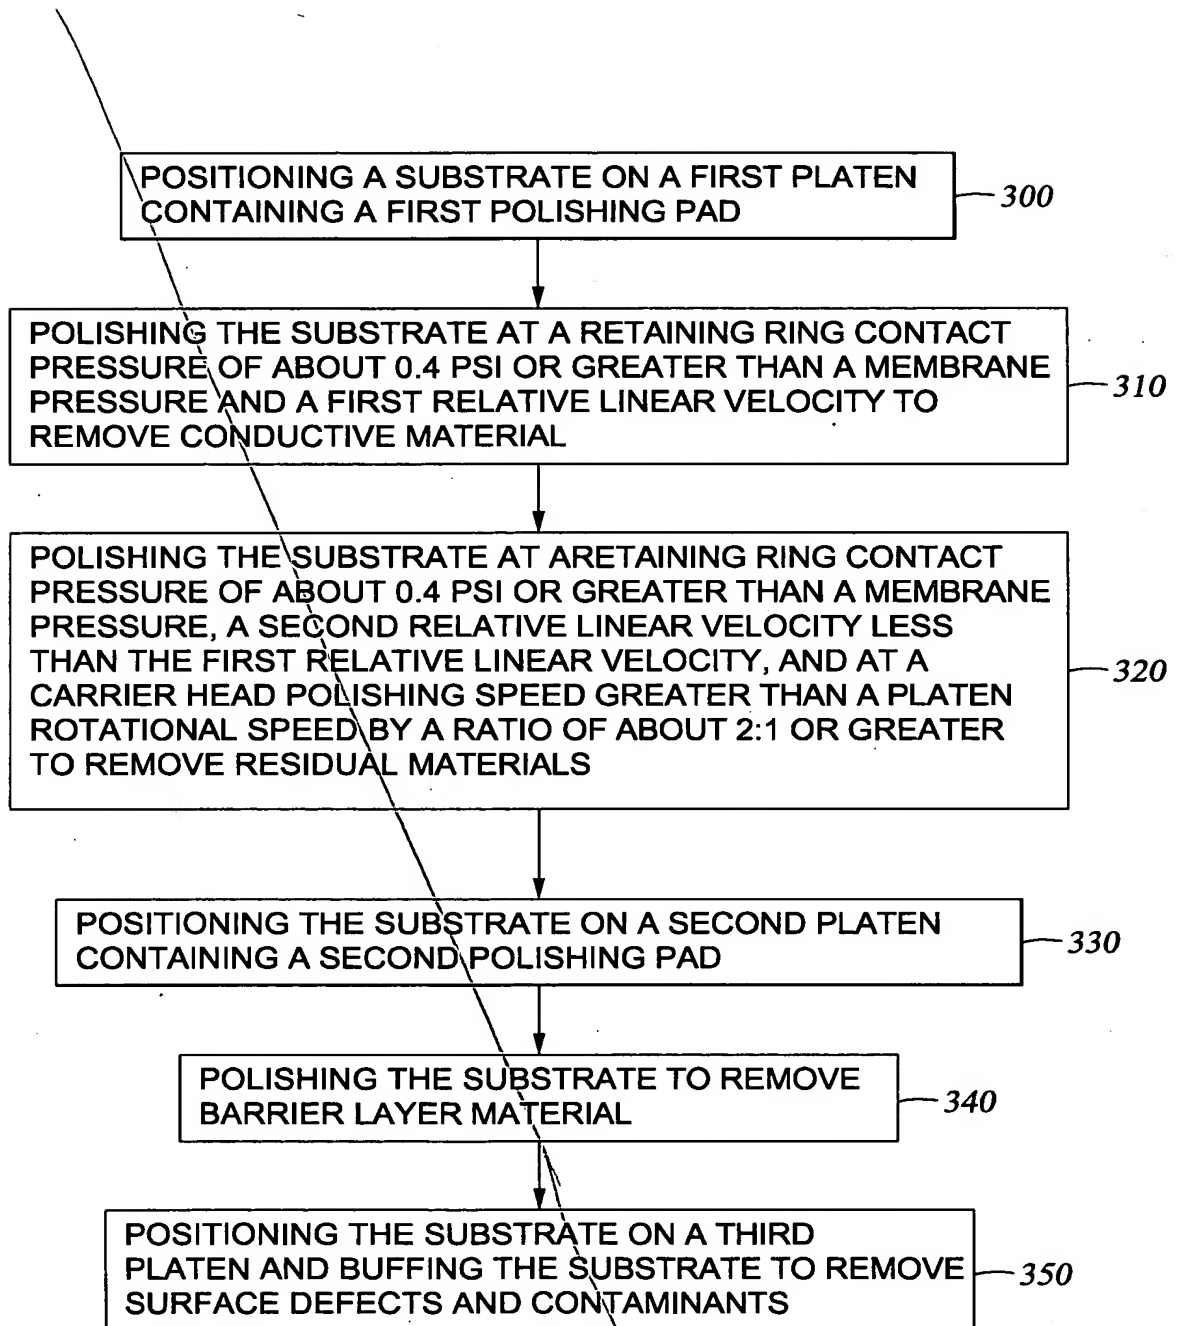 POSITIONING A SUBSTRATE ON A FIRST PLATEN
CONTAINING A FIRST POLISHING PAD
300
POLISHING THE SUBSTRATE AT A RETAINING RING CONTACT
PRESSURE OF ABOUT 0.4 PSI OR GREATER THAN A MEMBRANE
PRESSURE AND A FIRST RELATIVE LINEAR VELOCITY TO
REMOVE CONDUCTIVE MATERIAL
310
POLISHING THE SUBSTRATE AT ARETAINING RING CONTACT
PRESSURE OF ABOUT 0.4 PSI OR GREATER THAN A MEMBRANE
PRESSURE, A SECOND RELATIVE LINEAR VELOCITY LESS
THAN THE FIRST RELATIVE LINEAR VELOCITY, AND AT A
CARRIER HEAD POLISHING SPEED GREATER THAN A PLATEN
ROTATIONAL SPEED BY A RATIO OF ABOUT 2:1 OR GREATER
TO REMOVE RESIDUAL MATERIALS
320
POSITIONING THE SUBSTRATE ON A SECOND PLATEN
CONTAINING A SECOND POLISHING PAD
330
POLISHING THE SUBSTRATE TO REMOVE
BARRIER LAYER MATERIAL
340
POSITIONING THE SUBSTRATE ON A THIRD
PLATEN AND BUFFING THE SUBSTRATE TO REMOVE
SURFACE DEFECTS AND CONTAMINANTS
350